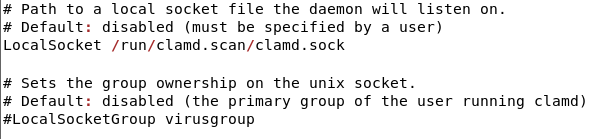 # Path to a local socket file the daemon will listen on.
# Default: disabled (must be specified by a user)
LocalSocket /run/clamd.scan/clamd.sock
# Sets the group ownership on the unix socket.
# Default: disabled (the primary group of the user running clamd)
#LocalSocketGroup virusgroup